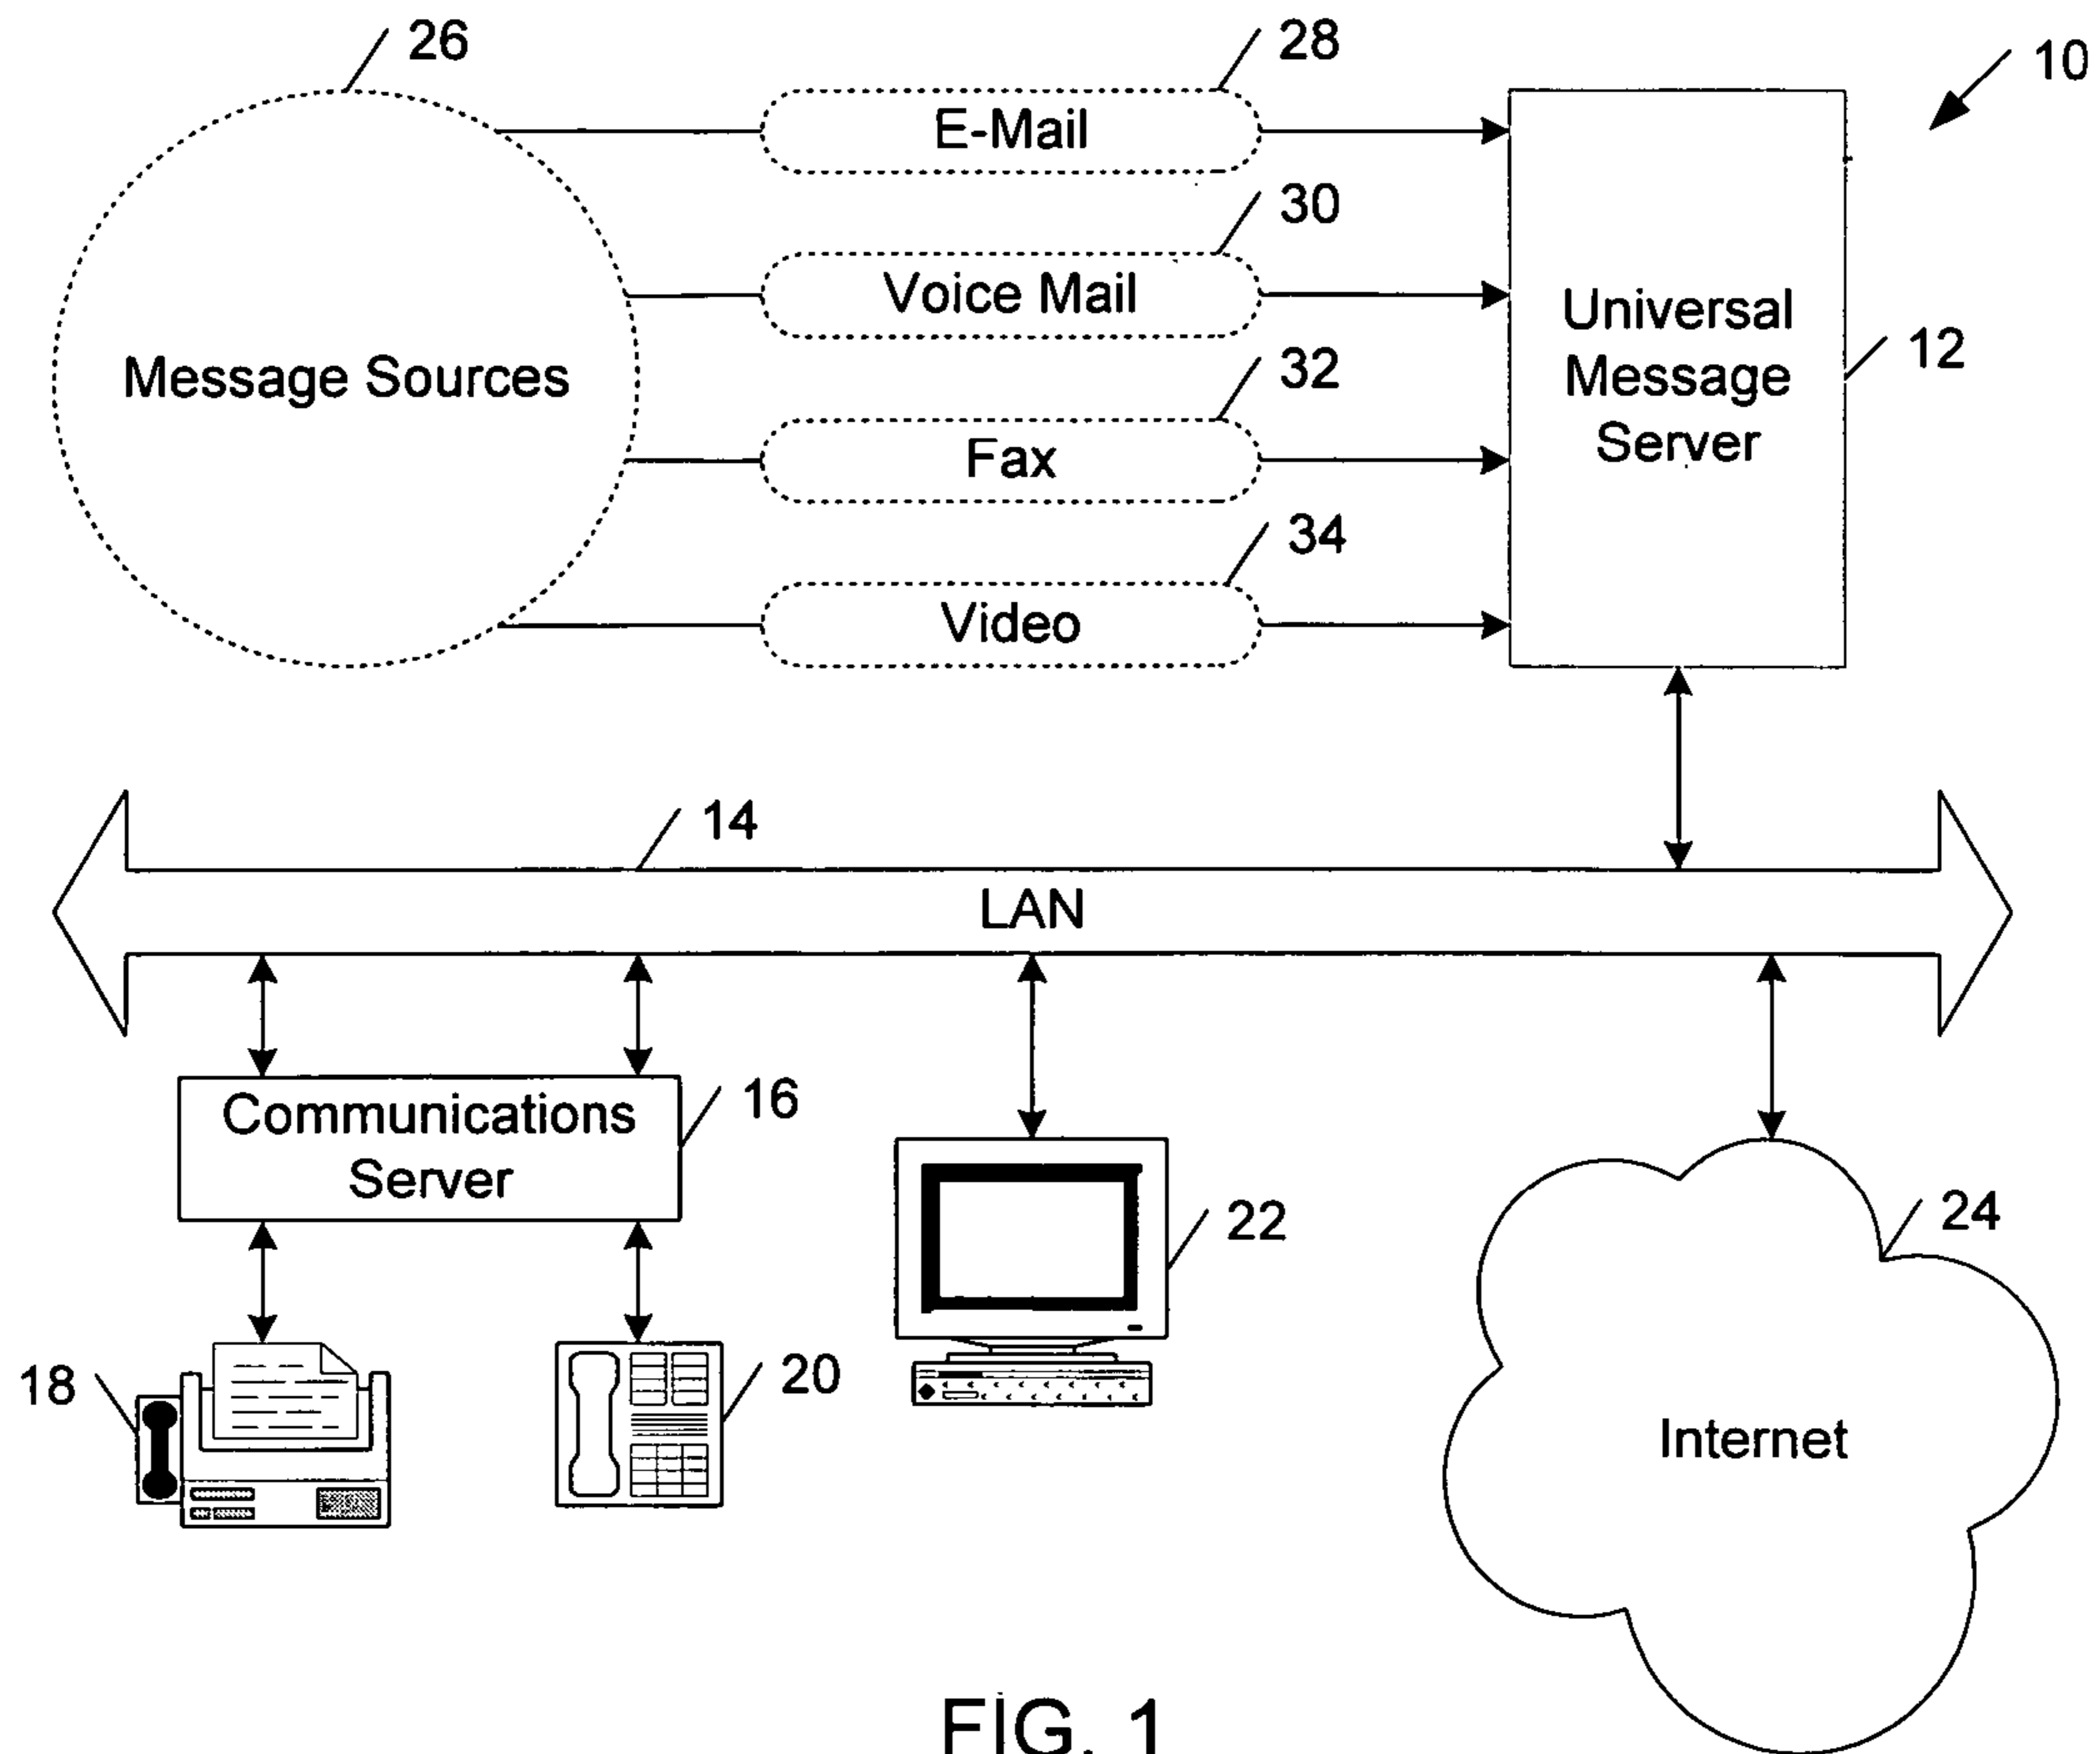 26
28
10
E-Mail
30
Voice Mail
Universal
Message
Server
12
Message Sources
32
Fax
34
Video
14
LAN
Communications
Server
16
22
24
18
20
Internet
FIG. 1